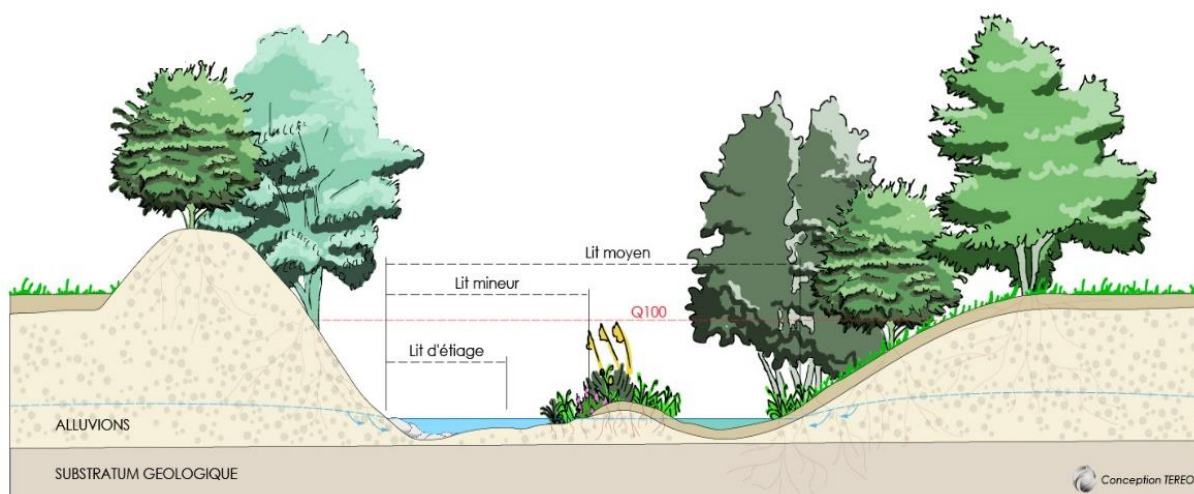 Lit moyen
Lit mineur
Q100
Lit d'étiage
ALLUVIONS
SUBSTRATUM GEOLOGIQUE
Conception TEREO